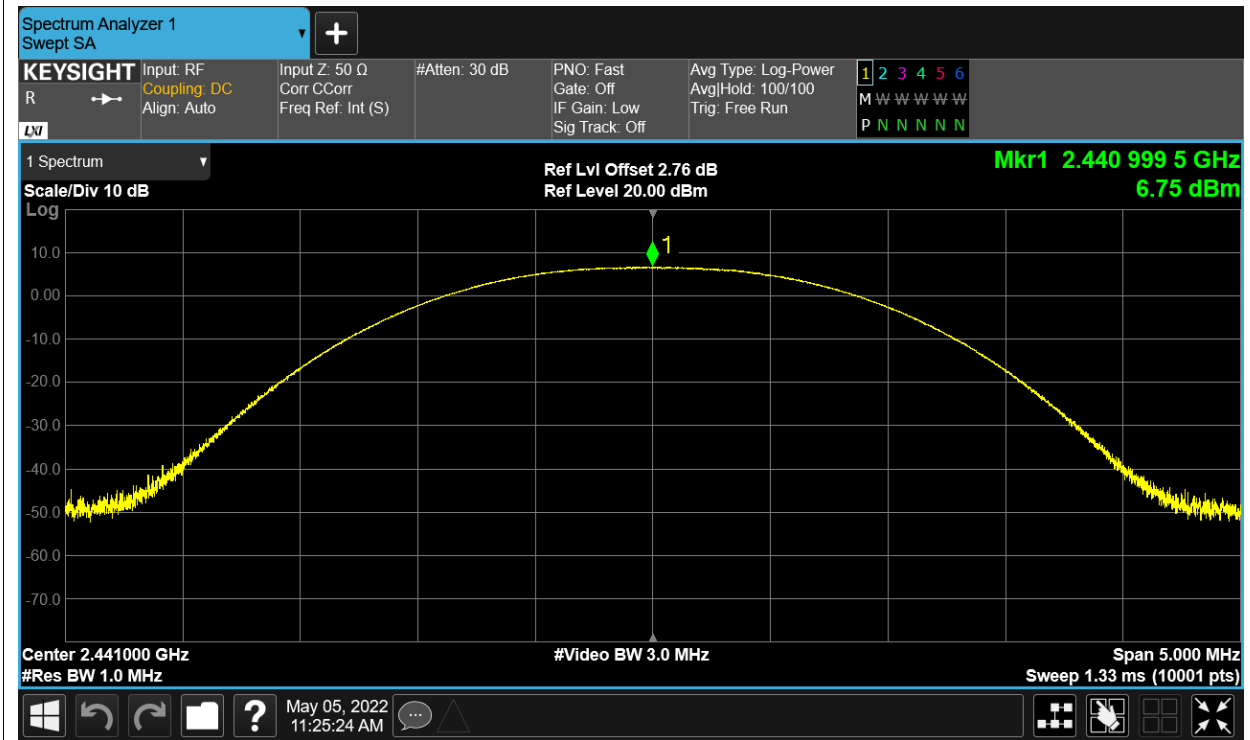 Spectrum Analyzer 1
Swept SA
+
KEYSIGHT Input: RF Input Z: 50 Ω #Atten: 30 dB PNO: Fast Avg Type: Log-Power 1 2 3 4 5 6
R Coupling: DC Corr CCorr Gate: Off Avg|Hold: 100/100 M W W W W W W
Align: Auto Freq Ref: Int (S) IF Gain: Low Trig: Free Run
LXI Sig Track: Off P N N N N N N
1 Spectrum Ref Lvl Offset 2.76 dB Mkr1 2.440 999 5 GHz
Scale/Div 10 dB Ref Level 20.00 dBm 6.75 dBm
Log
1
10.0
0.00
-10.0
-20.0
-30.0
-40.0
-50.0
-60.0
-70.0
Center 2.441000 GHz #Video BW 3.0 MHz Span 5.000 MHz
#Res BW 1.0 MHz Sweep 1.33 ms (10001 pts)
? May 05, 2022
11:25:24 AM